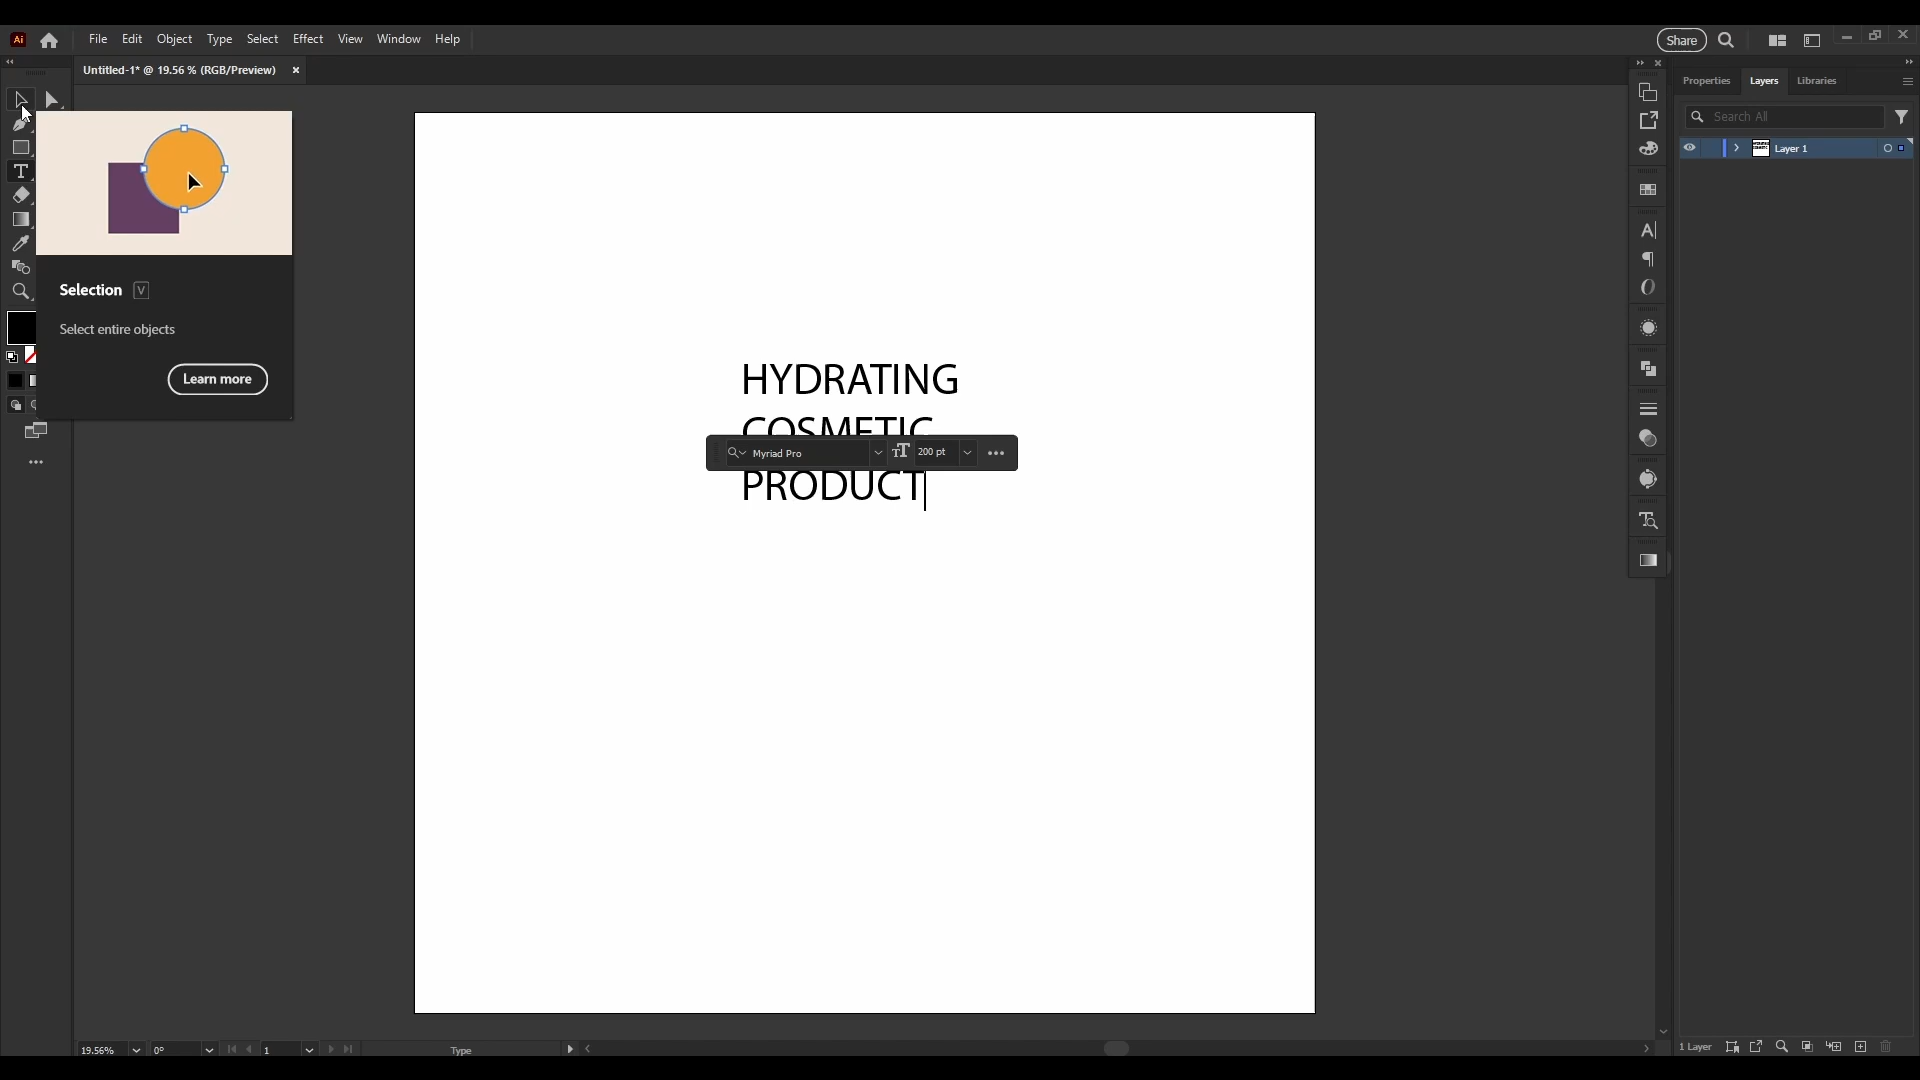 Ai File Edit Object Type Select Effect View Window Help Share
Untitled-1* @ 19.56 % (RGB/Preview) ×
Properties Layers Libraries
Search All
Layer 1
T
Selection V
Select entire objects
Learn more
HYDRATING
COSMETIC
Myriad Pro 200 pt
PRODUCT
19.56% 0° 1 Type
1 Layer